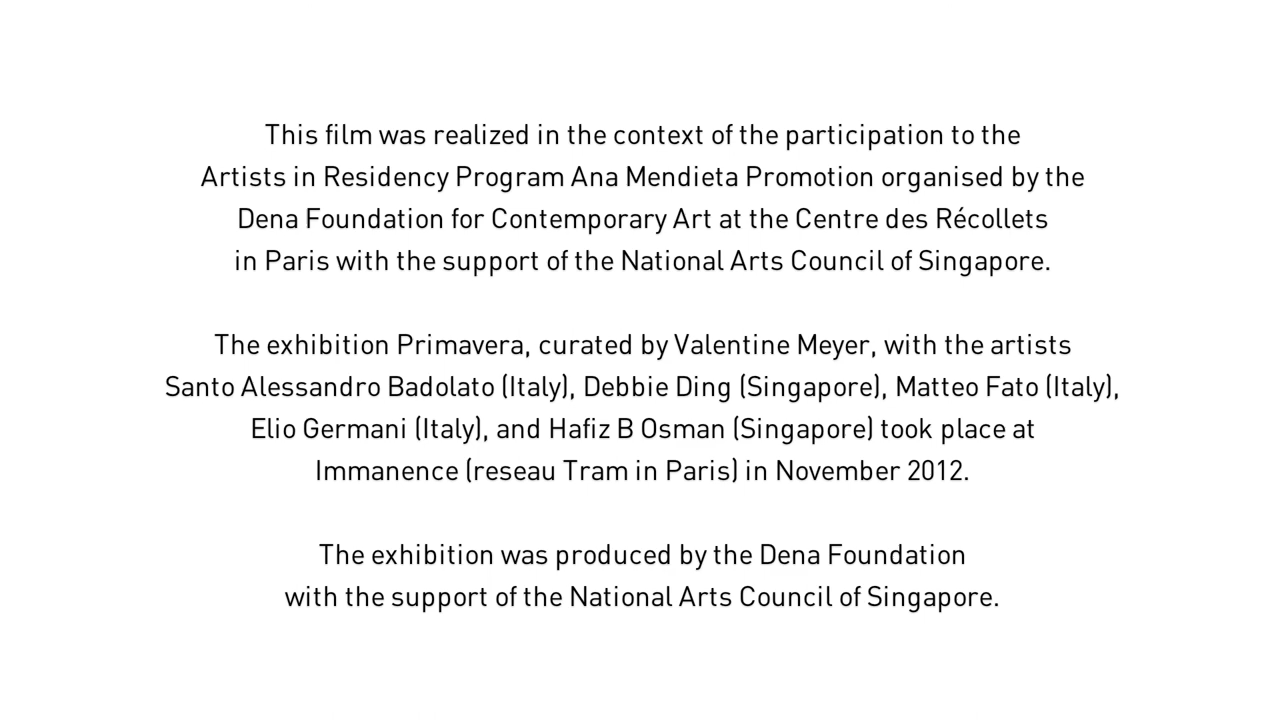 This film was realized in the context of the participation to the
Artists in Residency Program Ana Mendieta Promotion organised by the
Dena Foundation for Contemporary Art at the Centre des Récollets
in Paris with the support of the National Arts Council of Singapore.
The exhibition Primavera, curated by Valentine Meyer, with the artists
Santo Alessandro Badolato (Italy), Debbie Ding (Singapore), Matteo Fato (Italy),
Elio Germani (Italy), and Hafiz B Osman (Singapore) took place at
Immanence (reseau Tram in Paris) in November 2012.
The exhibition was produced by the Dena Foundation
with the support of the National Arts Council of Singapore.